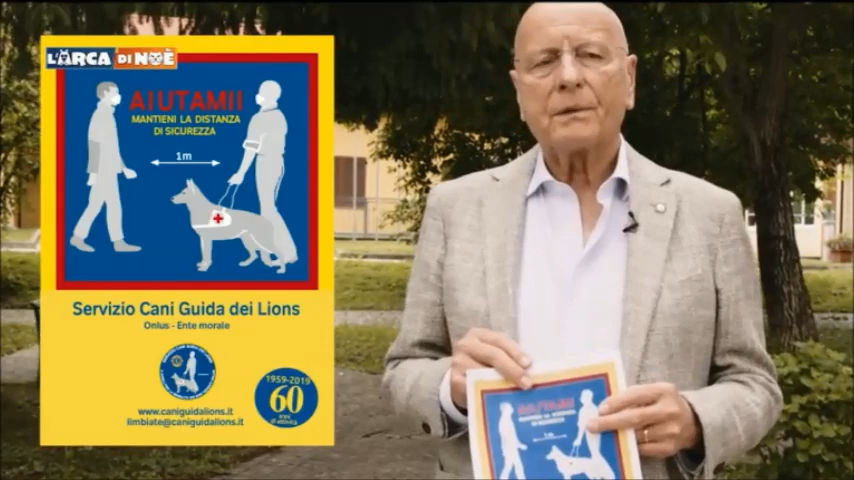 L'ARCA DI NOÈ
AIUTAMI!
MANTIENI LA DISTANZA
DI SICUREZZA
1m
Servizio Cani Guida dei Lions
Onlus - Ente morale
1959-2019
60
www.caniguidalions.it
limbiate@caniguidalions.it
AIUTAMI!
MANTIENI LA DISTANZA
DI SICUREZZA
1m